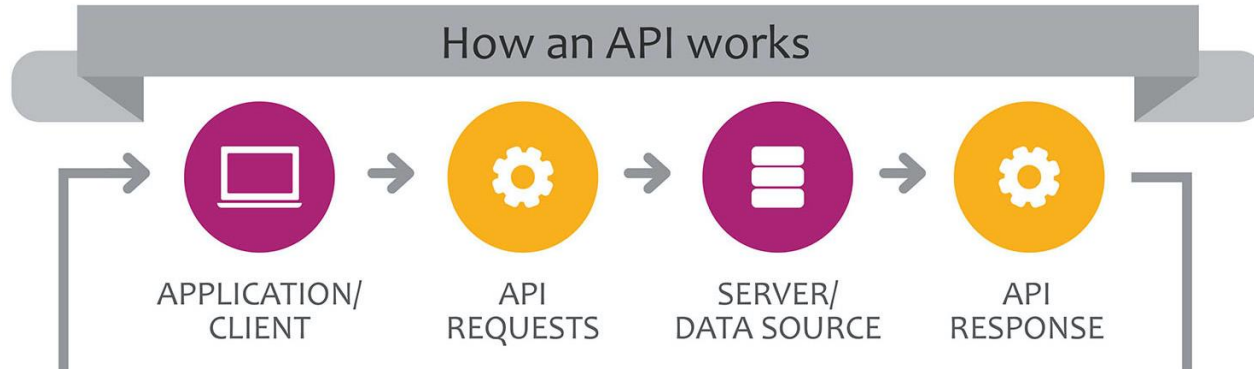 How an API works
APPLICATION/
CLIENT
API
REQUESTS
SERVER/
DATA SOURCE
API
RESPONSE